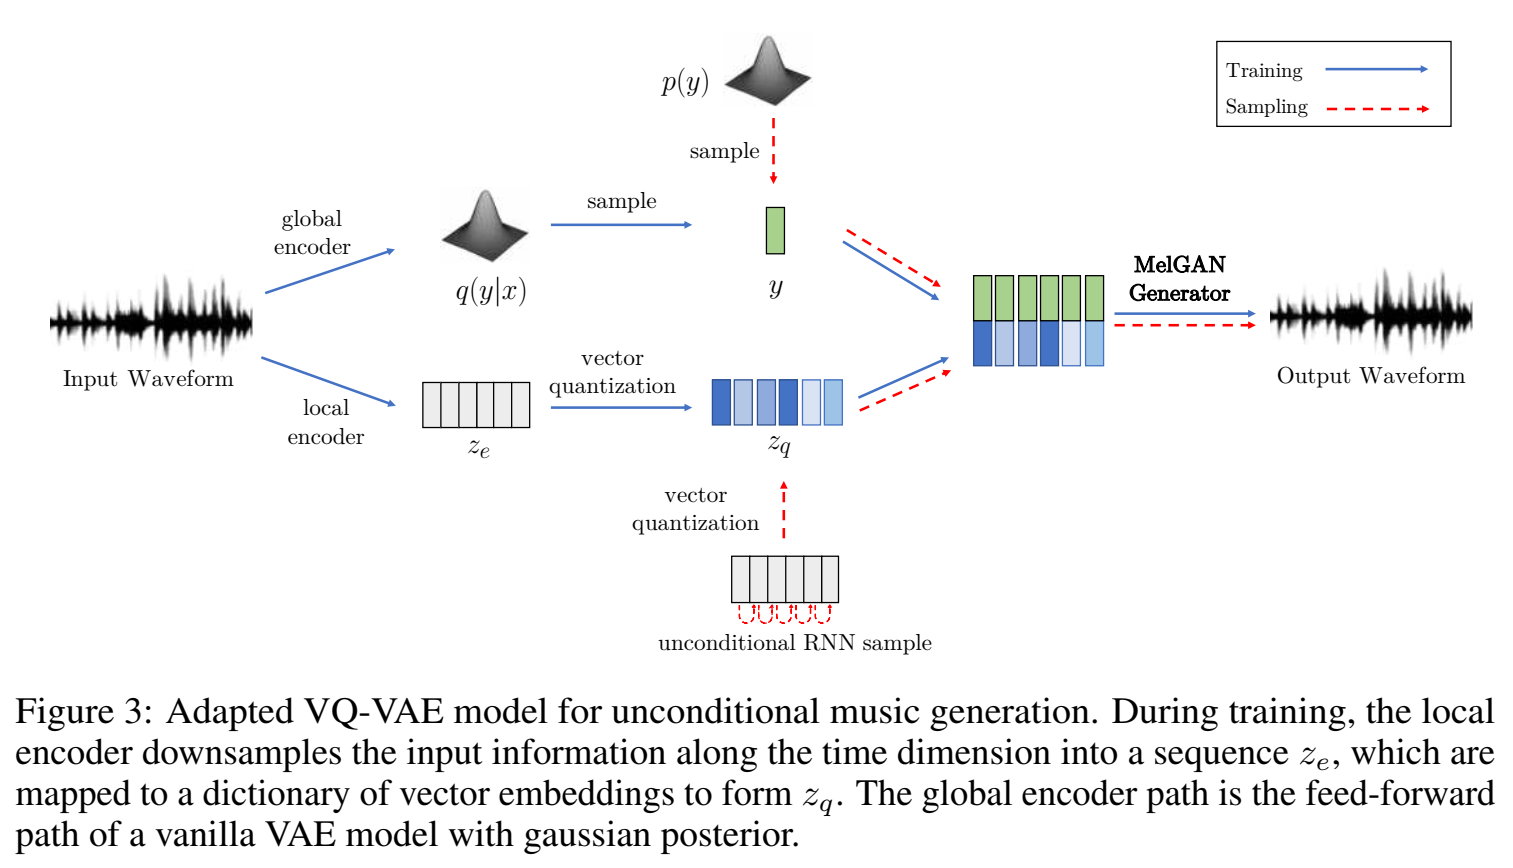 p(y)
Training
Sampling
sample
global
encoder
sample
q(y|x)
y
MelGAN
Generator
Input Waveform
Output Waveform
local
encoder
vector
quantization
z_e
z_q
vector
quantization
unconditional RNN sample
Figure 3: Adapted VQ-VAE model for unconditional music generation. During training, the local
encoder downsamples the input information along the time dimension into a sequence z_e, which are
mapped to a dictionary of vector embeddings to form z_q. The global encoder path is the feed-forward
path of a vanilla VAE model with gaussian posterior.